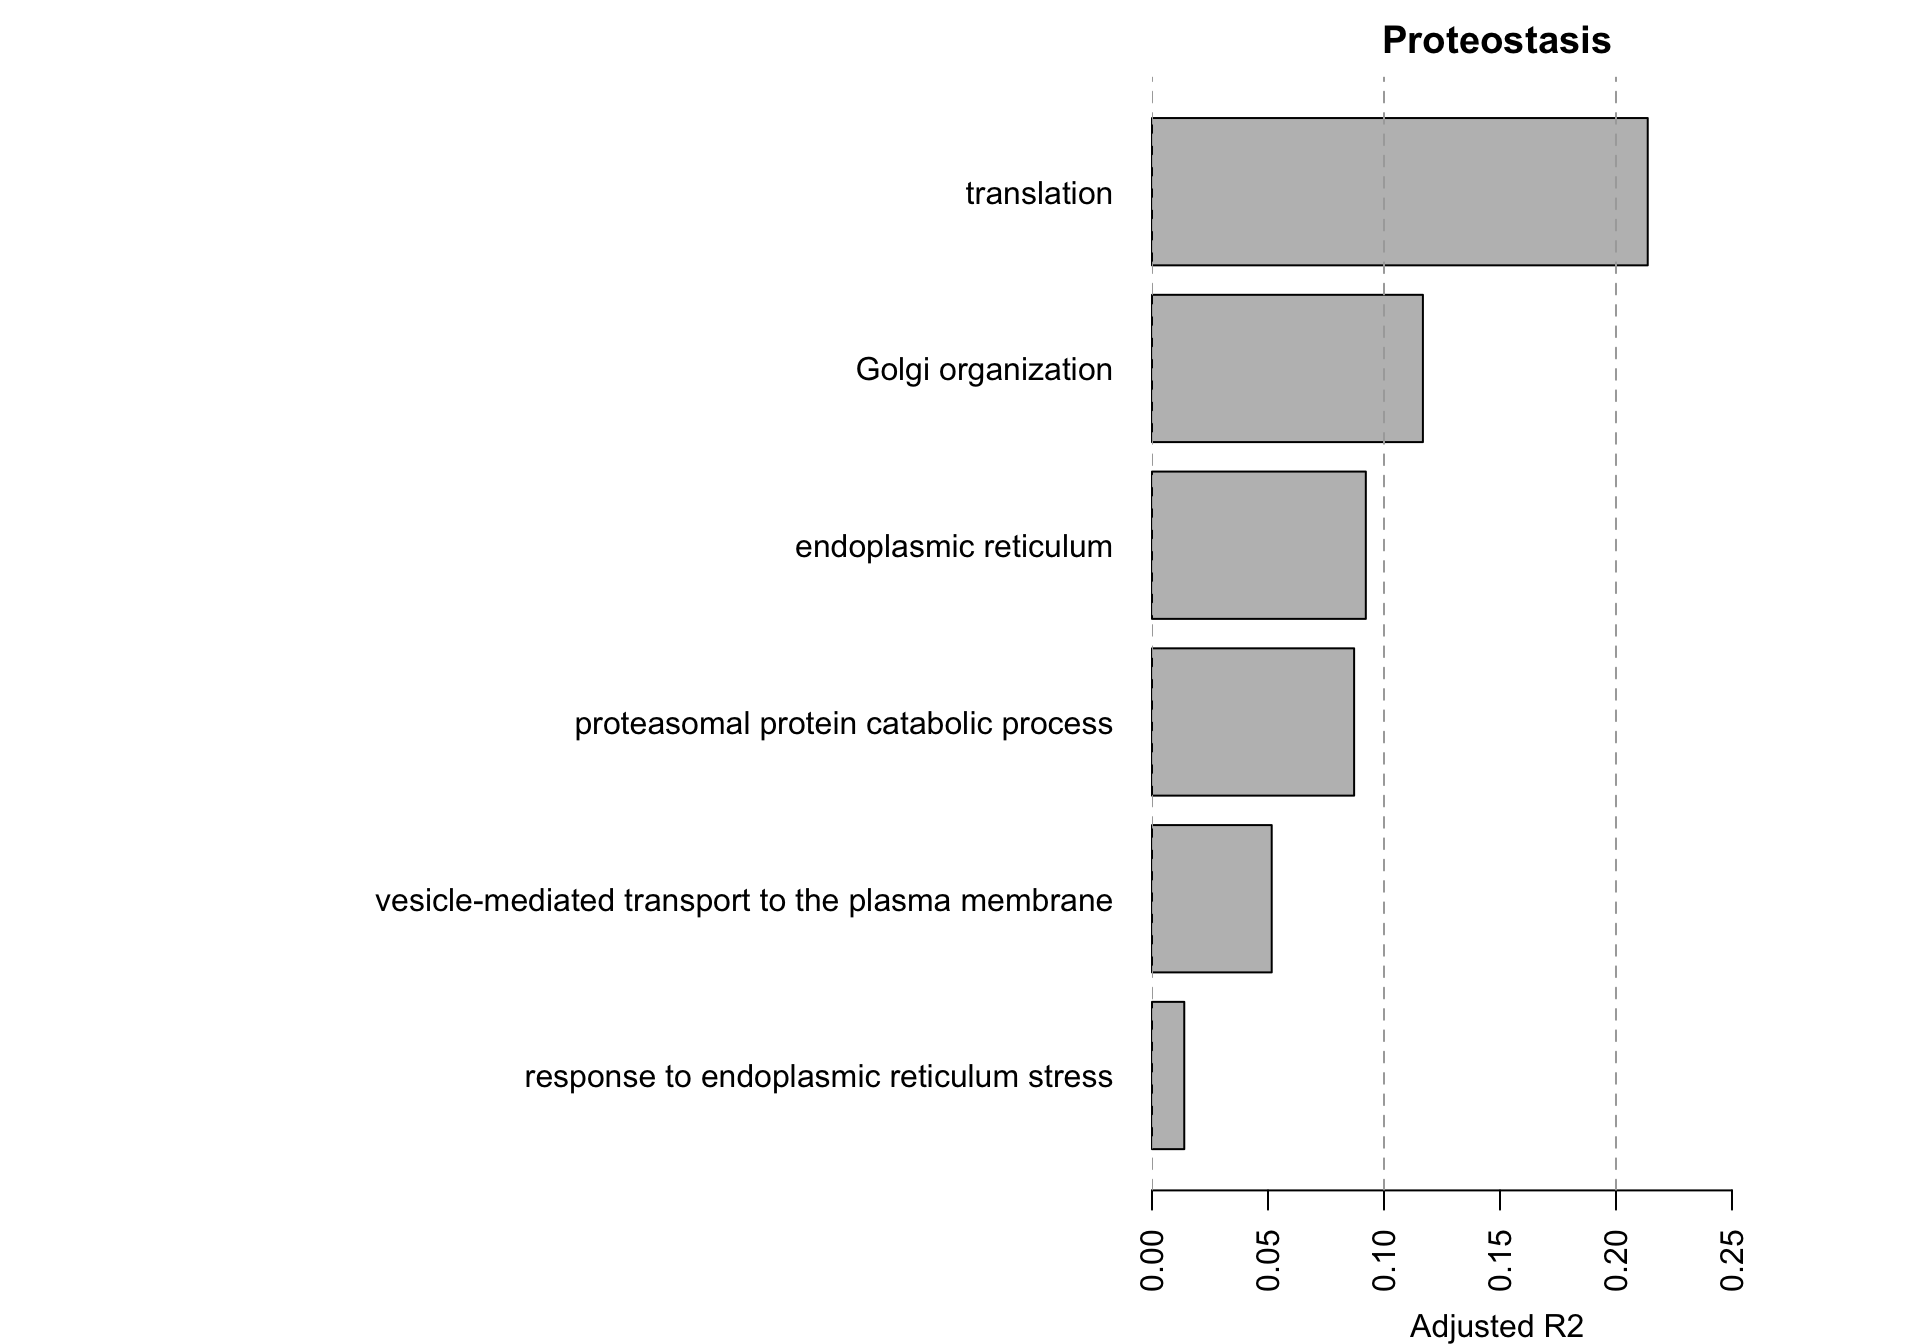 Proteostasis
translation
Golgi organization
endoplasmic reticulum
proteasomal protein catabolic process
vesicle-mediated transport to the plasma membrane
response to endoplasmic reticulum stress
0.00 0.05 0.10 0.15 0.20 0.25
Adjusted R2